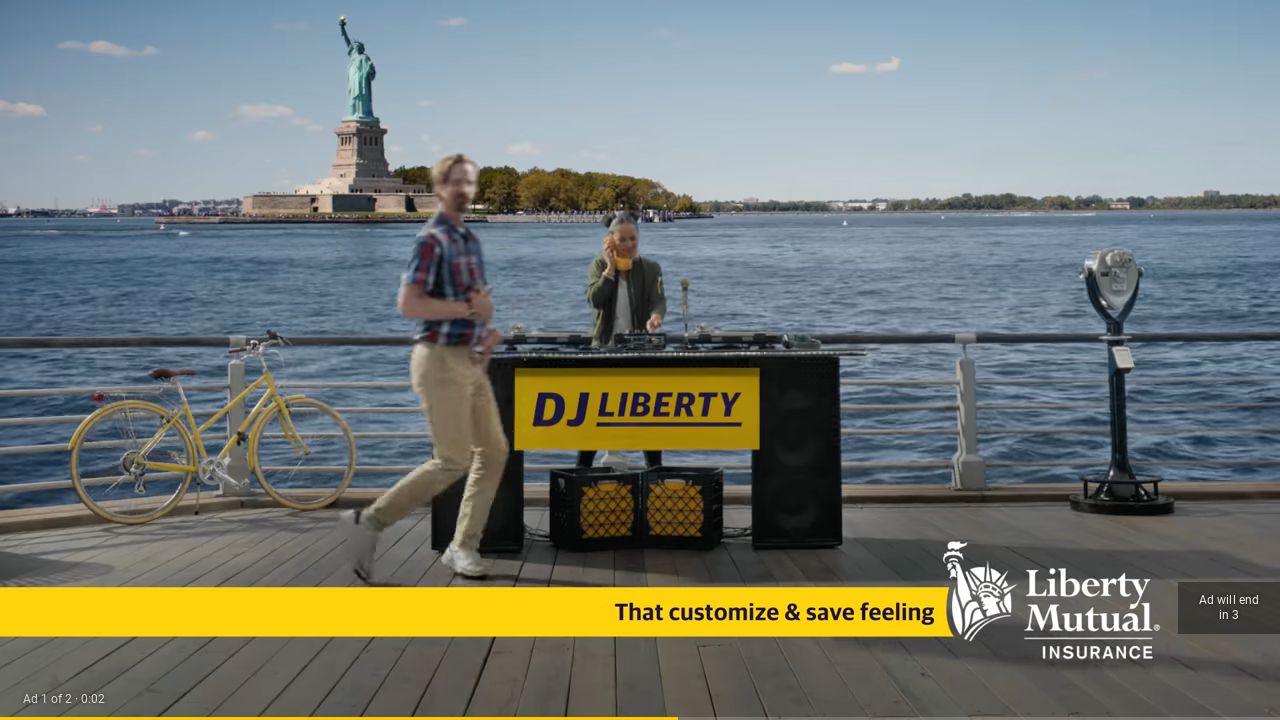 DJ LIBERTY
That customize & save feeling
Liberty
Mutual®
INSURANCE
Ad will end
in 3
Ad 1 of 2 · 0:02